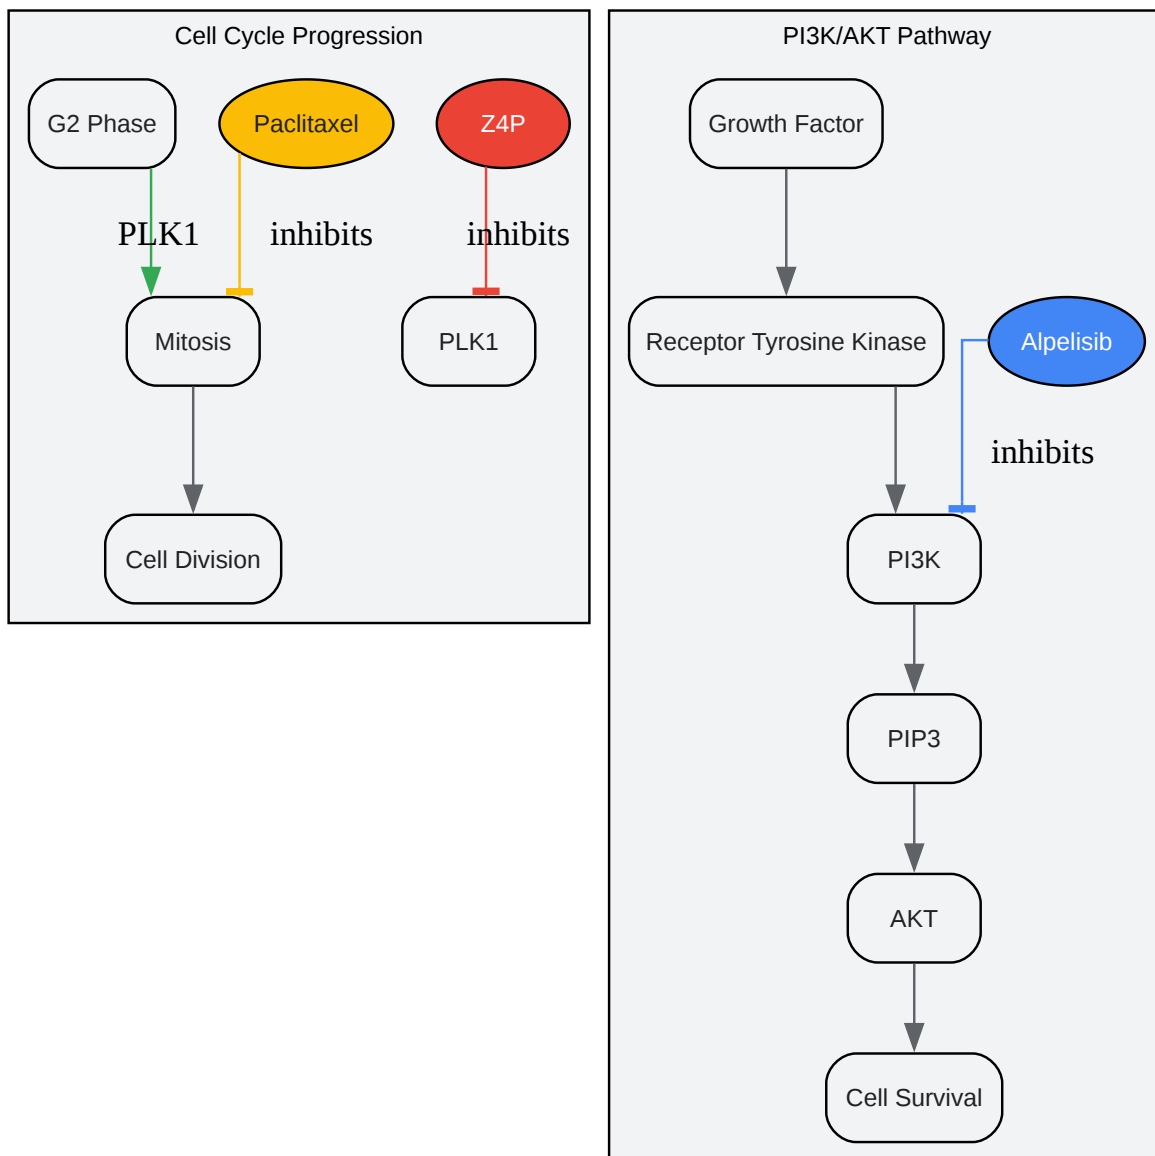 Cell Cycle Progression
G2 Phase
Paclitaxel
Z4P
PLK1
inhibits
inhibits
Mitosis
PLK1
Cell Division
PI3K/AKT Pathway
Growth Factor
Receptor Tyrosine Kinase
Alpelisib
inhibits
PI3K
PIP3
AKT
Cell Survival